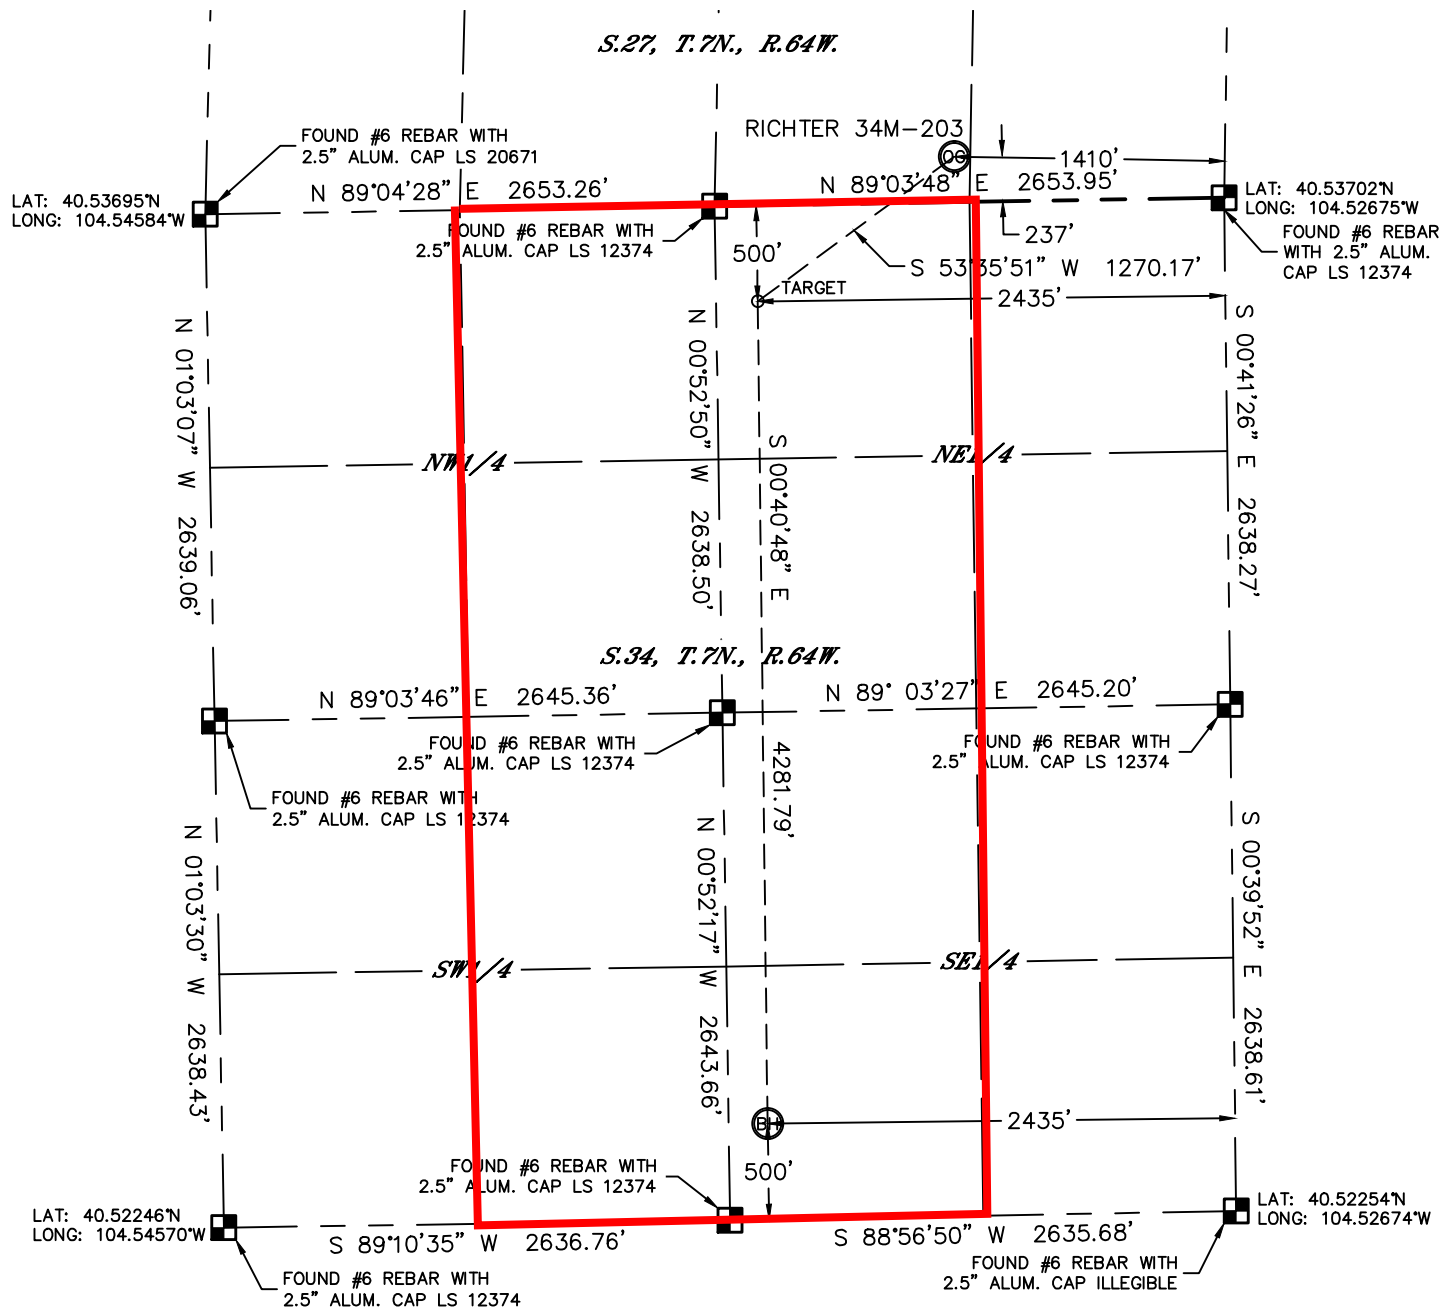 S.27, T.7N., R.64W.
RICHTER 34M-203
OG
1410'
FOUND #6 REBAR WITH
2.5" ALUM. CAP LS 20671
LAT: 40.53695°N
LONG: 104.54584°W
N 89°04'28" E 2653.26'
N 89°03'48" E 2653.95'
LAT: 40.53702°N
LONG: 104.52675°W
FOUND #6 REBAR WITH
2.5" ALUM. CAP LS 12374
500'
237'
FOUND #6 REBAR
WITH 2.5" ALUM.
CAP LS 12374
S 53°35'51" W 1270.17'
TARGET
2435'
N 01°03'07" W 2639.06'
N 00°52'50" W 2638.50'
S 00°40'48" E
4281.79'
S 00°41'26" E 2638.27'
NW1/4
NE1/4
S.34, T.7N., R.64W.
N 89°03'46" E 2645.36'
N 89° 03'27" E 2645.20'
FOUND #6 REBAR WITH
2.5" ALUM. CAP LS 12374
FOUND #6 REBAR WITH
2.5" ALUM. CAP LS 12374
FOUND #6 REBAR WITH
2.5" ALUM. CAP LS 12374
N 01°03'30" W 2638.43'
N 00°52'17" W 2643.66'
S 00°39'52" E 2638.61'
SW1/4
SE1/4
BH
2435'
500'
FOUND #6 REBAR WITH
2.5" ALUM. CAP LS 12374
LAT: 40.52246°N
LONG: 104.54570°W
S 89°10'35" W 2636.76'
S 88°56'50" W 2635.68'
LAT: 40.52254°N
LONG: 104.52674°W
FOUND #6 REBAR WITH
2.5" ALUM. CAP LS 12374
FOUND #6 REBAR WITH
2.5" ALUM. CAP ILLEGIBLE